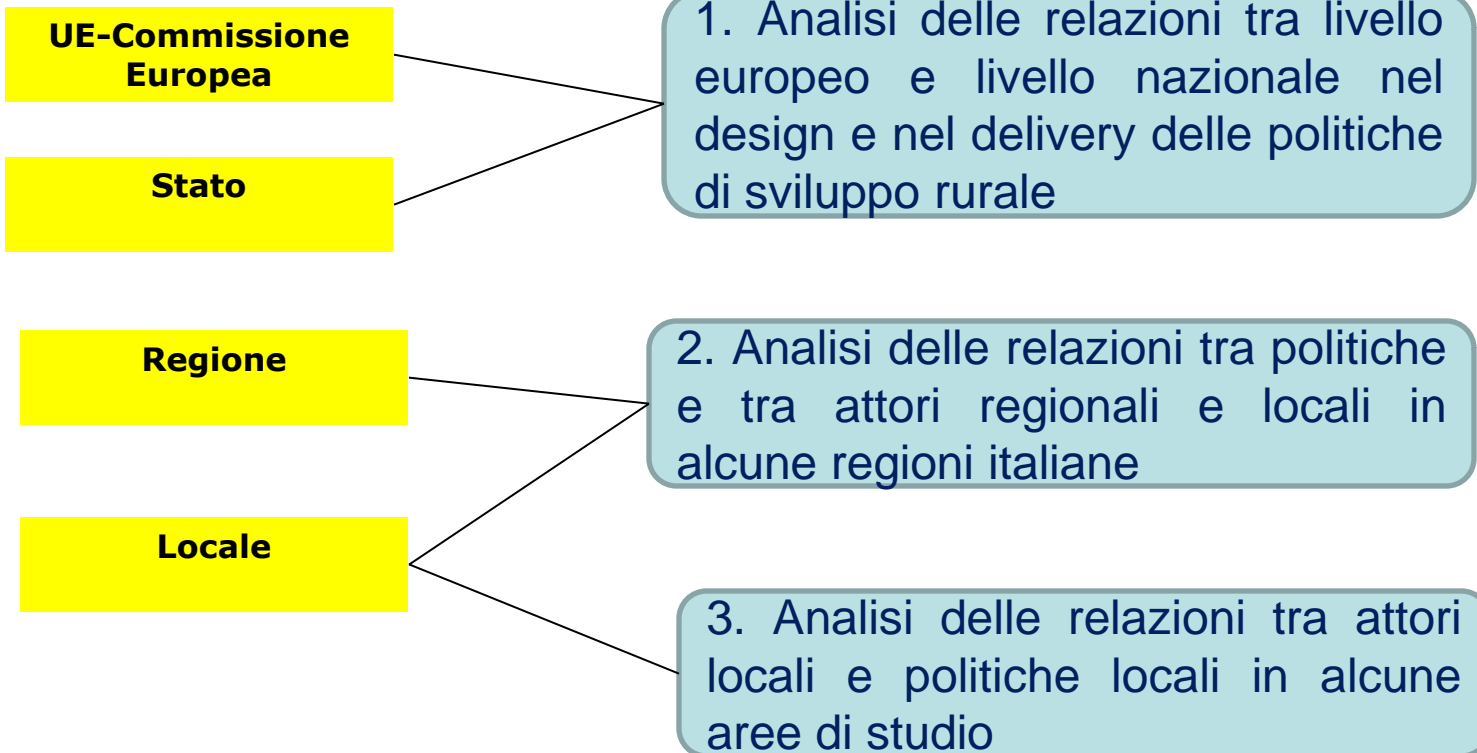 UE-Commissione
Europea
1. Analisi delle relazioni tra livello
europeo e livello nazionale nel
design e nel delivery delle politiche
di sviluppo rurale
Stato
Regione
2. Analisi delle relazioni tra politiche
e tra attori regionali e locali in
alcune regioni italiane
Locale
3. Analisi delle relazioni tra attori
locali e politiche locali in alcune
aree di studio